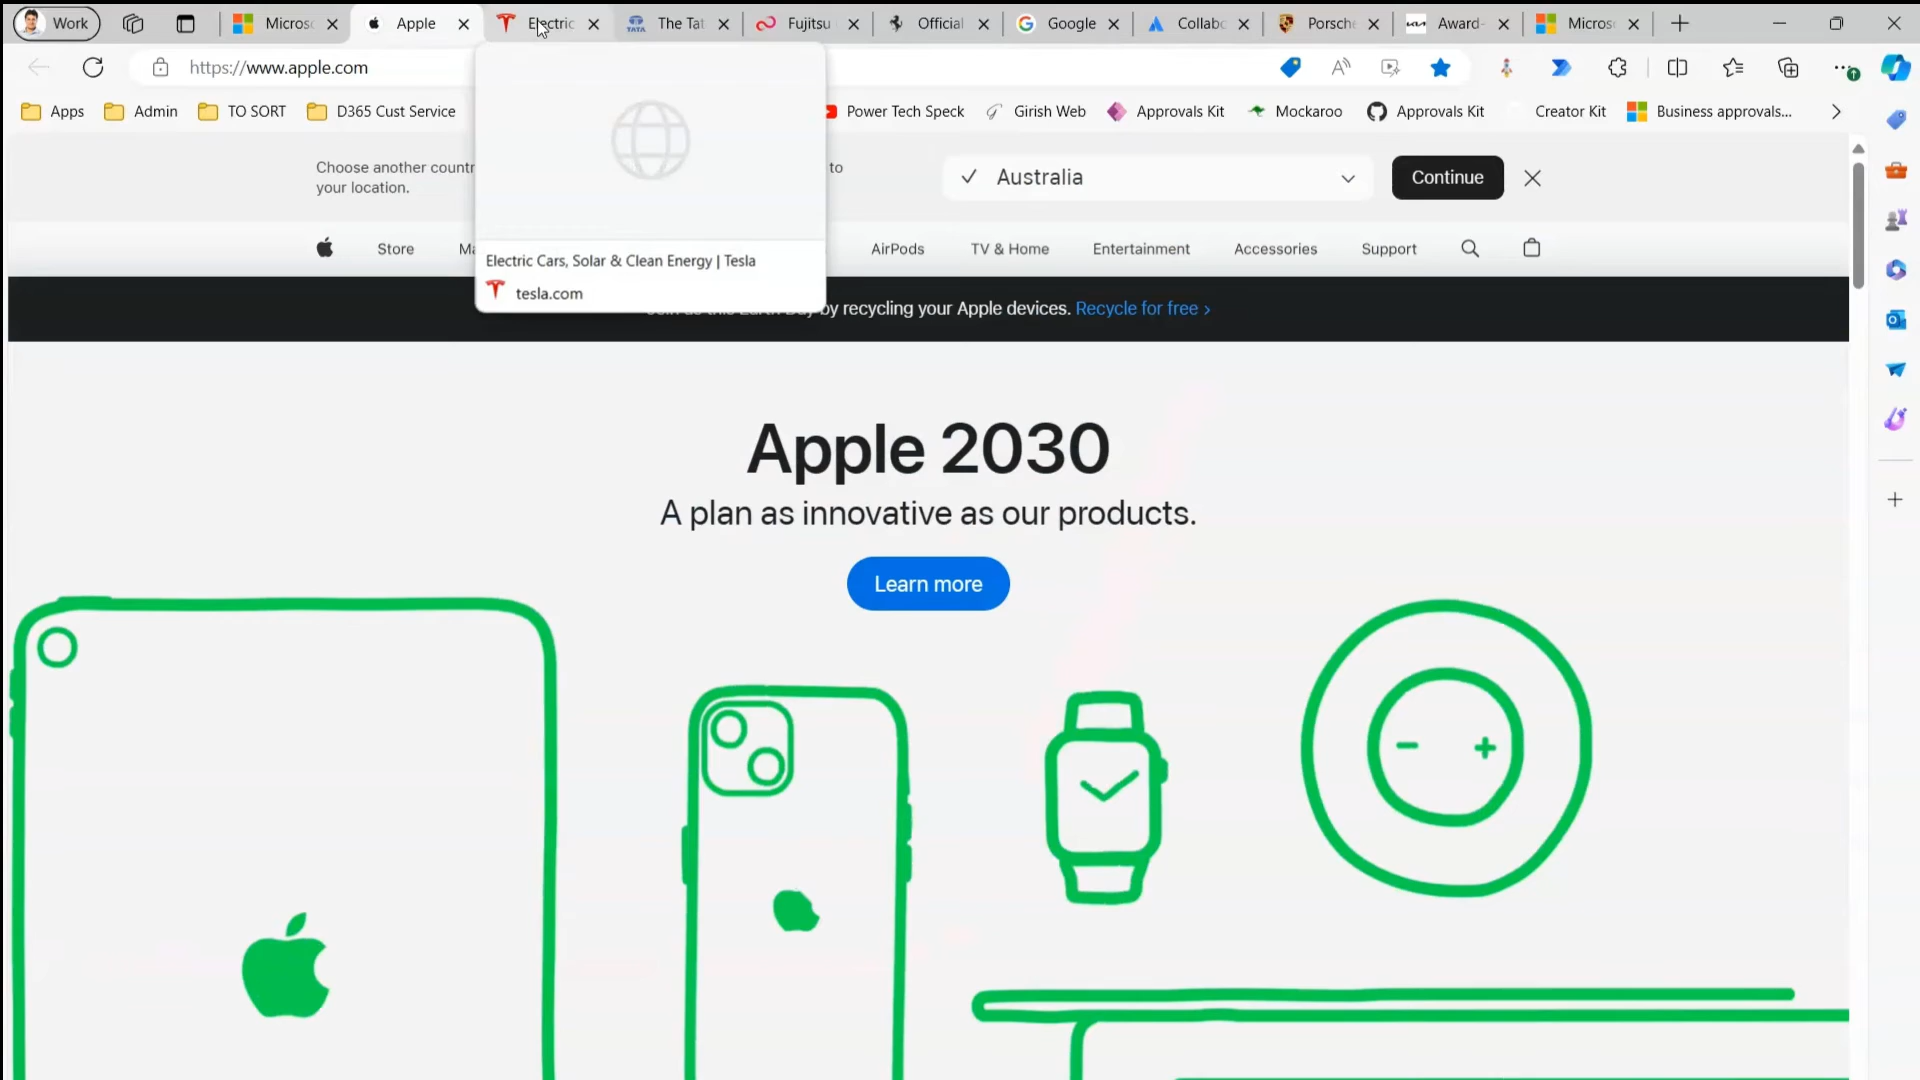 Work
Micros
Apple
Electric
The Tat
Fujitsu
Official
Google
Collabo
Porsche
Award-
Micros
https://www.apple.com
Apps
Admin
TO SORT
D365 Cust Service
Power Tech Speck
Girish Web
Approvals Kit
Mockaroo
Approvals Kit
Creator Kit
Business approvals...
Choose another countr
to
your location.
Australia
Continue
Store
Ma
AirPods
TV & Home
Entertainment
Accessories
Support
Electric Cars, Solar & Clean Energy | Tesla
tesla.com
by recycling your Apple devices. Recycle for free >
Apple 2030
A plan as innovative as our products.
Learn more